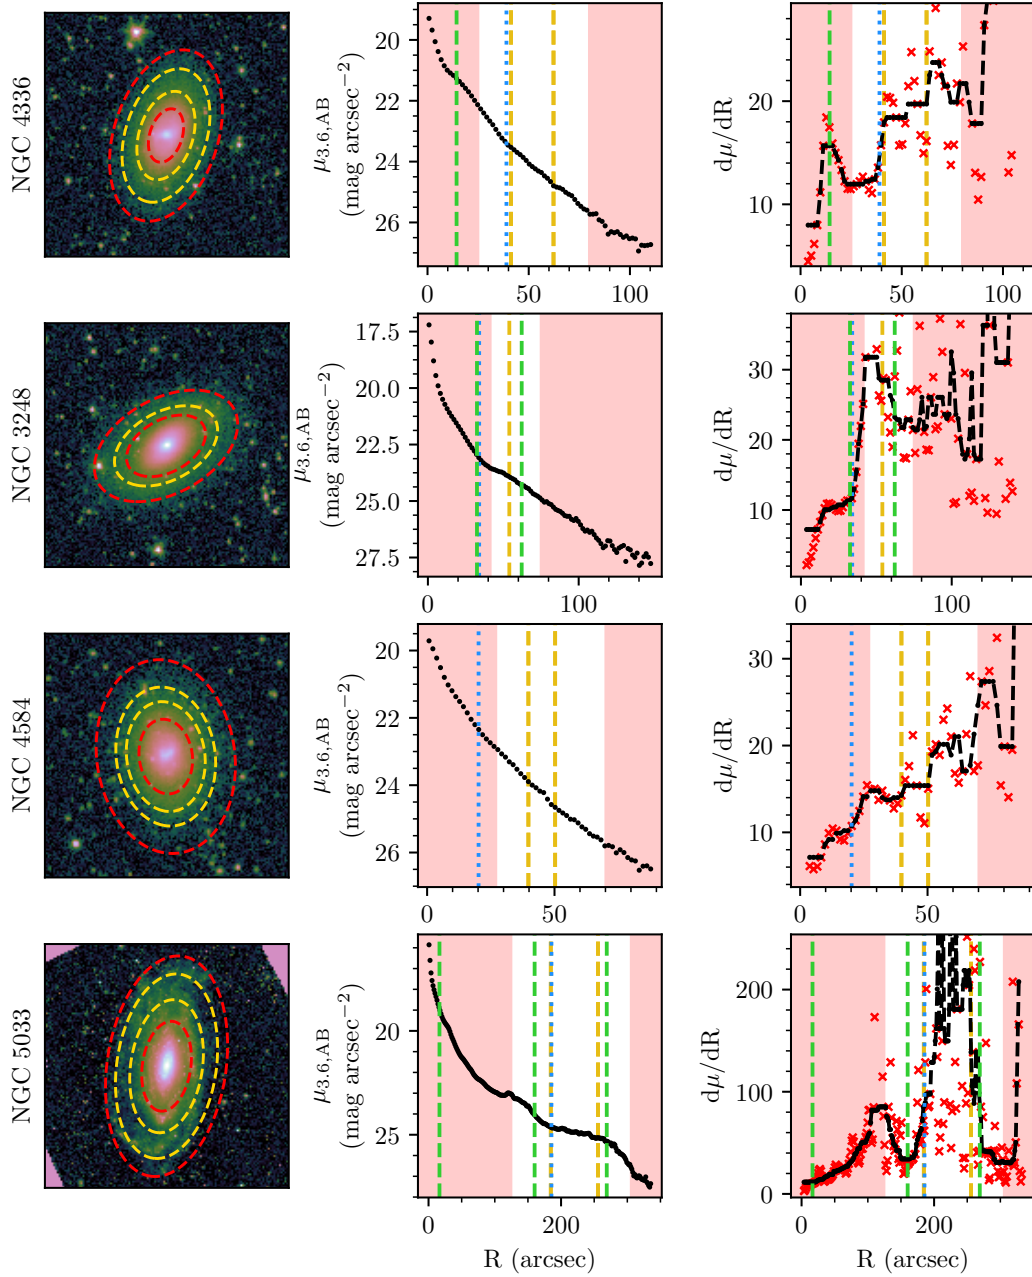 NGC 4336
20
22
24
26
μ3.6,AB
(mag arcsec−2)
0
50
100
20
10
dμ/dR
0
50
100
NGC 3248
17.5
20.0
22.5
25.0
27.5
μ3.6,AB
(mag arcsec−2)
0
100
30
20
10
dμ/dR
0
100
NGC 4584
20
22
24
26
μ3.6,AB
(mag arcsec−2)
0
50
30
20
10
dμ/dR
0
50
NGC 5033
20
25
μ3.6,AB
(mag arcsec−2)
0
200
R (arcsec)
200
100
0
dμ/dR
0
200
R (arcsec)